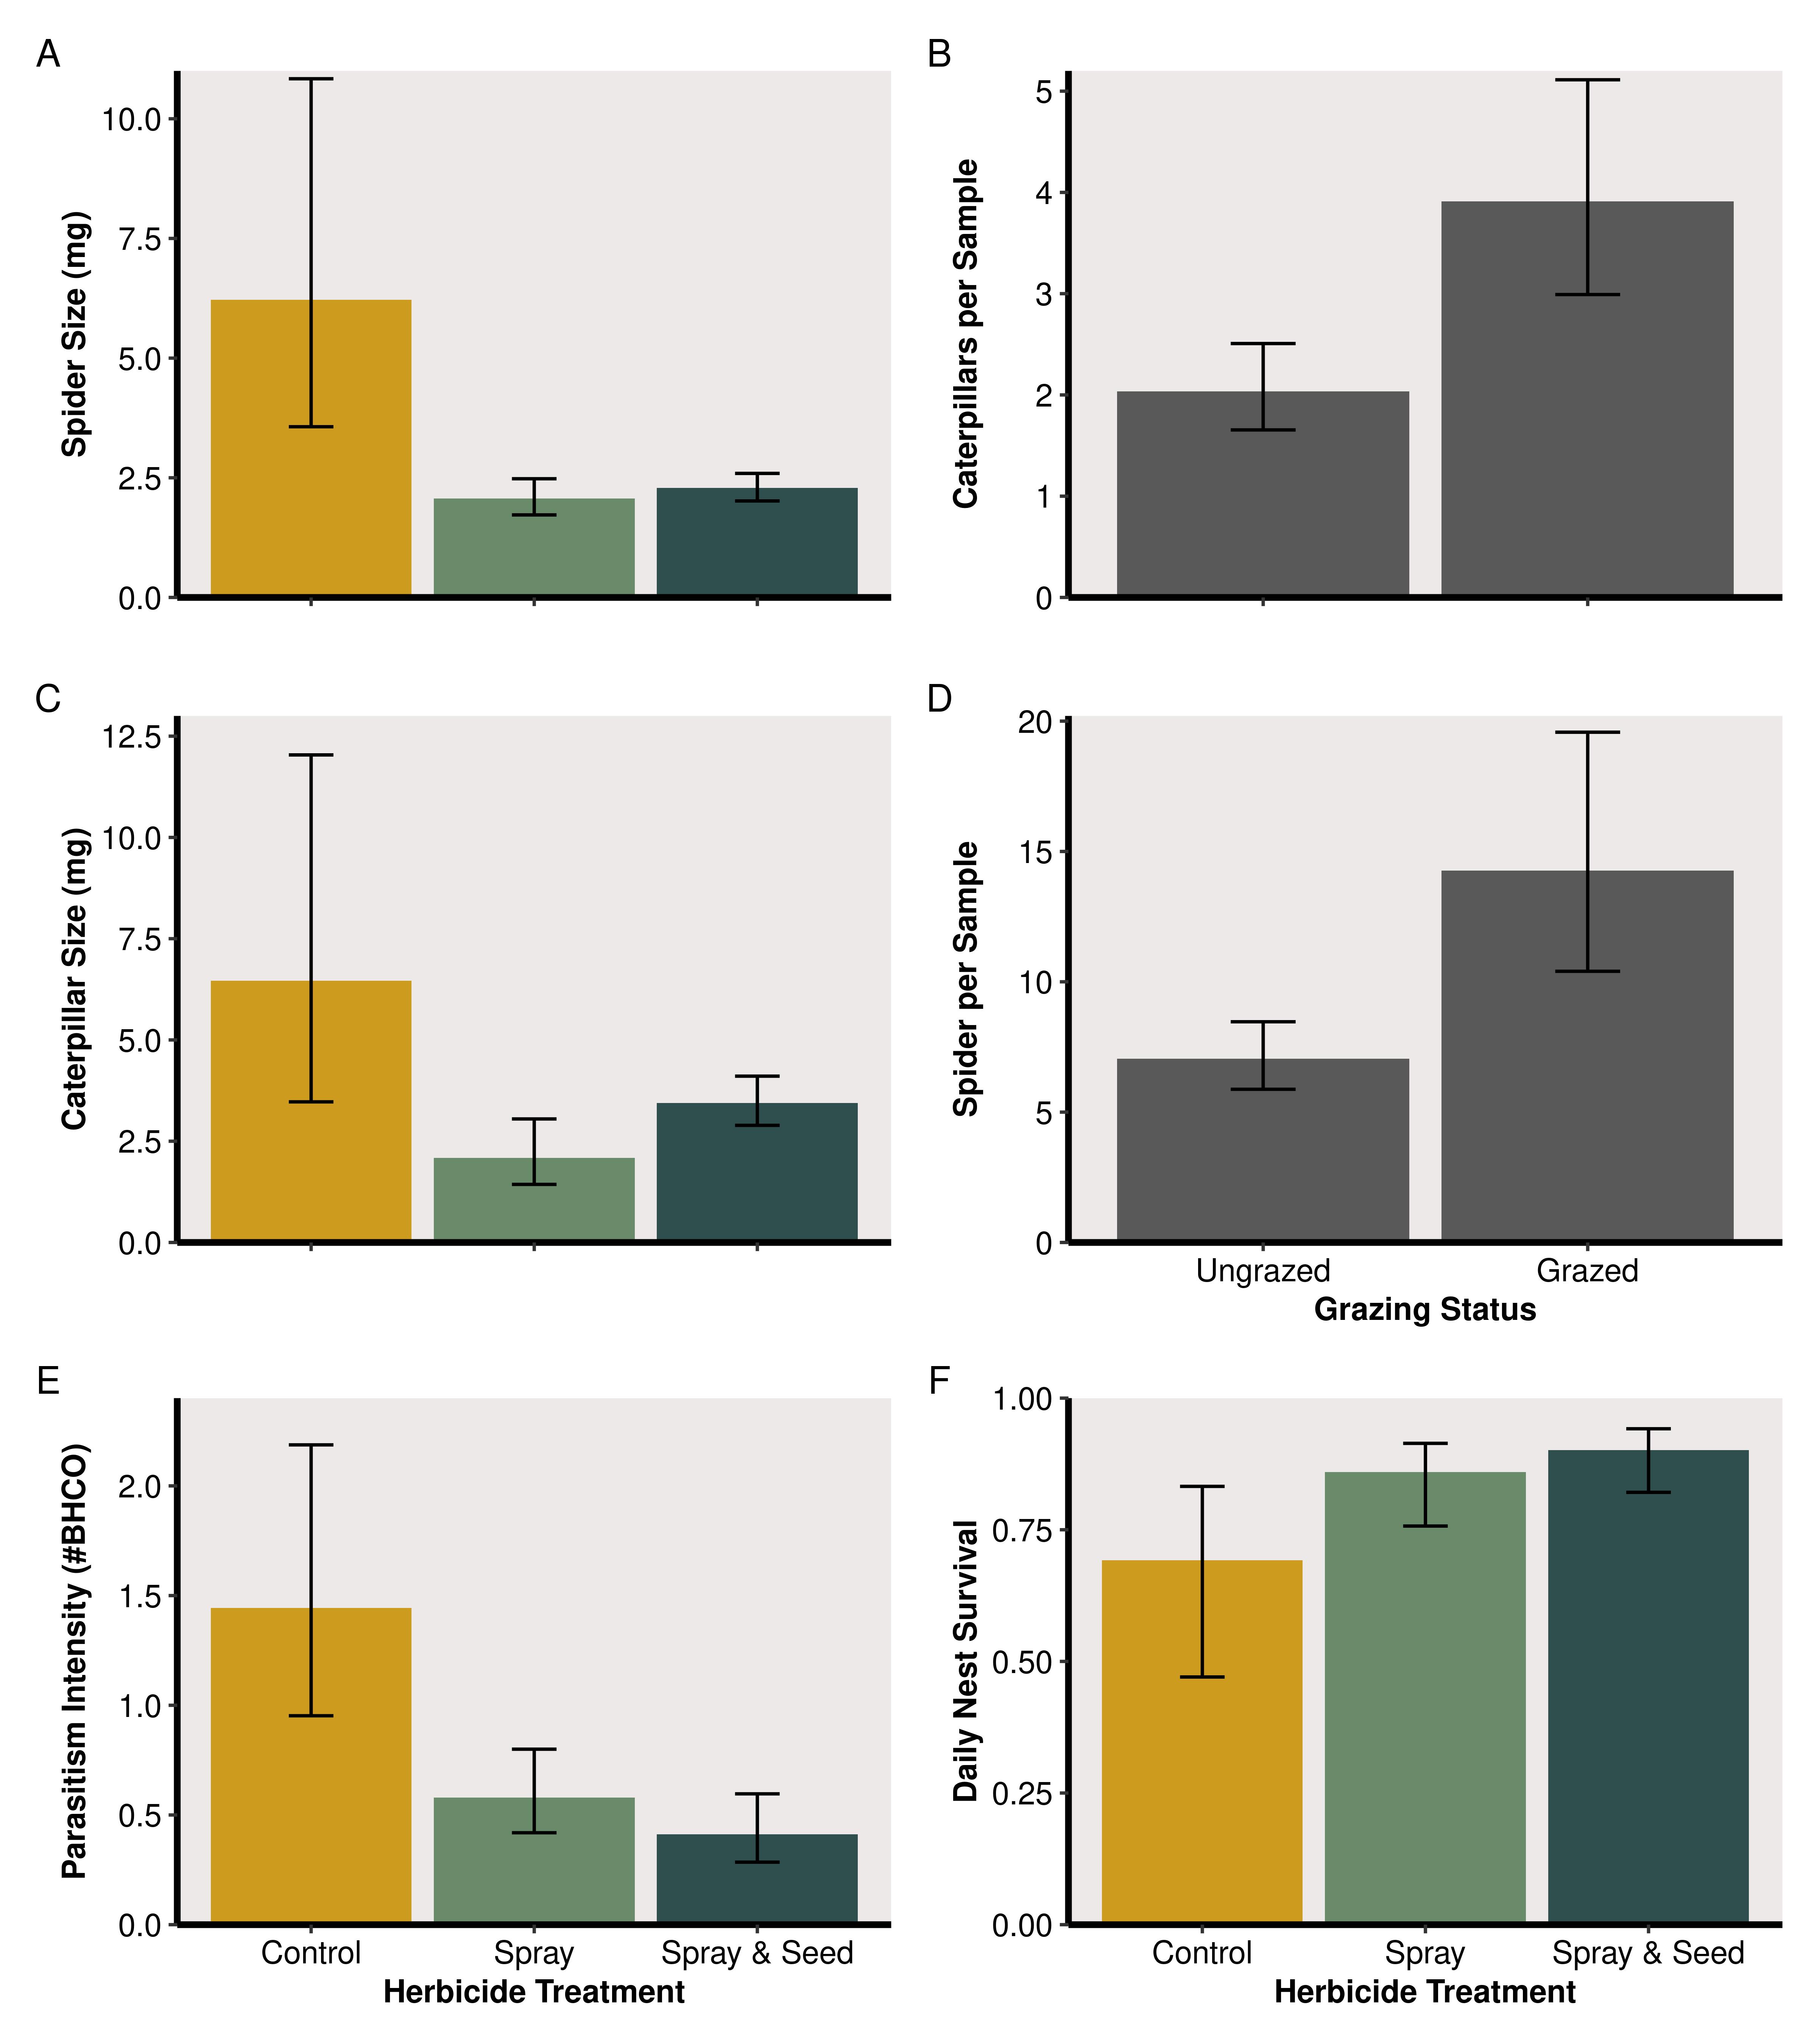 A
Spider Size (mg)
10.0
7.5
5.0
2.5
0.0
B
Caterpillars per Sample
5
4
3
2
1
0
C
Caterpillar Size (mg)
12.5
10.0
7.5
5.0
2.5
0.0
D
Spider per Sample
20
15
10
5
0
Ungrazed Grazed
Grazing Status
E
Parasitism Intensity (#BHCO)
2.0
1.5
1.0
0.5
0.0
Control Spray Spray & Seed
Herbicide Treatment
F
Daily Nest Survival
1.00
0.75
0.50
0.25
0.00
Control Spray Spray & Seed
Herbicide Treatment